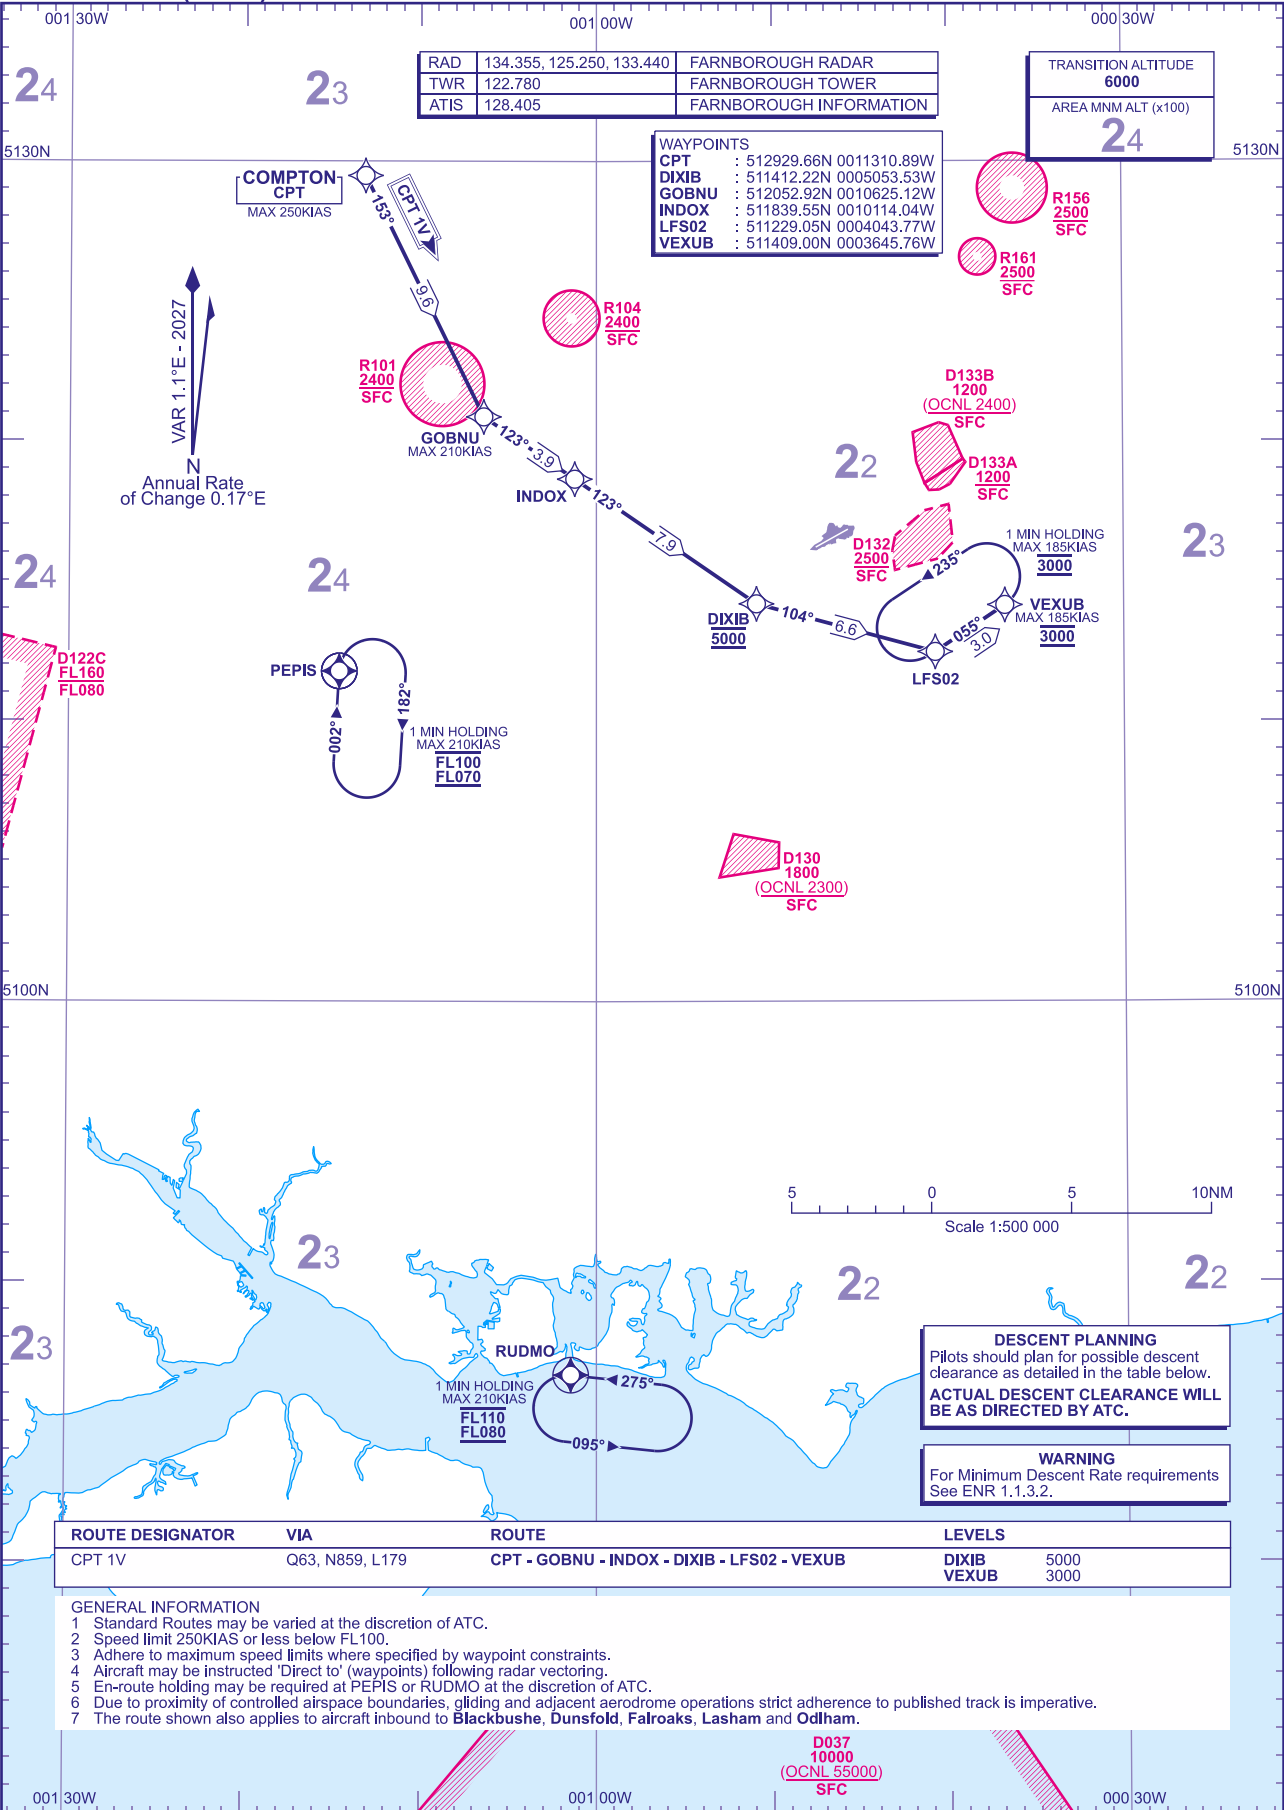 001 30W
001 00W
000 30W
RAD 134.355, 125.250, 133.440 FARNBOROUGH RADAR
TWR 122.780 FARNBOROUGH TOWER
ATIS 128.405 FARNBOROUGH INFORMATION
TRANSITION ALTITUDE
6000
AREA MNM ALT (x100)
24
24
23
5130N
5130N
WAYPOINTS
CPT : 512929.66N 0011310.89W
DIXIB : 511412.22N 0005053.53W
GOBNU : 512052.92N 0010625.12W
INDOX : 511839.55N 0010114.04W
LFS02 : 511229.05N 0004043.77W
VEXUB : 511409.00N 0003645.76W
COMPTON
CPT
MAX 250KIAS
153°
CPT 1V
9.6
R156
2500
SFC
R161
2500
SFC
R104
2400
SFC
R101
2400
SFC
VAR 1.1°E - 2027
N
Annual Rate
of Change 0.17°E
GOBNU
MAX 210KIAS
123°
3.9
INDOX
123°
7.9
D133B
1200
(OCNL 2400)
SFC
D133A
1200
SFC
22
D132
2500
SFC
1 MIN HOLDING
MAX 185KIAS
3000
23
235°
24
24
DIXIB
5000
104°
6.6
055°
3.0
VEXUB
MAX 185KIAS
3000
LFS02
D122C
FL160
FL080
PEPIS
182°
002°
1 MIN HOLDING
MAX 210KIAS
FL100
FL070
D130
1800
(OCNL 2300)
SFC
5100N
5100N
5
0
5
10NM
Scale 1:500 000
23
22
22
23
RUDMO
1 MIN HOLDING
MAX 210KIAS
FL110
FL080
275°
095°
DESCENT PLANNING
Pilots should plan for possible descent
clearance as detailed in the table below.
ACTUAL DESCENT CLEARANCE WILL
BE AS DIRECTED BY ATC.
WARNING
For Minimum Descent Rate requirements
See ENR 1.1.3.2.
ROUTE DESIGNATOR VIA ROUTE LEVELS
CPT 1V Q63, N859, L179 CPT - GOBNU - INDOX - DIXIB - LFS02 - VEXUB DIXIB 5000
VEXUB 3000
GENERAL INFORMATION
1 Standard Routes may be varied at the discretion of ATC.
2 Speed limit 250KIAS or less below FL100.
3 Adhere to maximum speed limits where specified by waypoint constraints.
4 Aircraft may be instructed 'Direct to' (waypoints) following radar vectoring.
5 En-route holding may be required at PEPIS or RUDMO at the discretion of ATC.
6 Due to proximity of controlled airspace boundaries, gliding and adjacent aerodrome operations strict adherence to published track is imperative.
7 The route shown also applies to aircraft inbound to Blackbushe, Dunsfold, Fairoaks, Lasham and Odiham.
D037
10000
(OCNL 55000)
SFC
001 30W
001 00W
000 30W